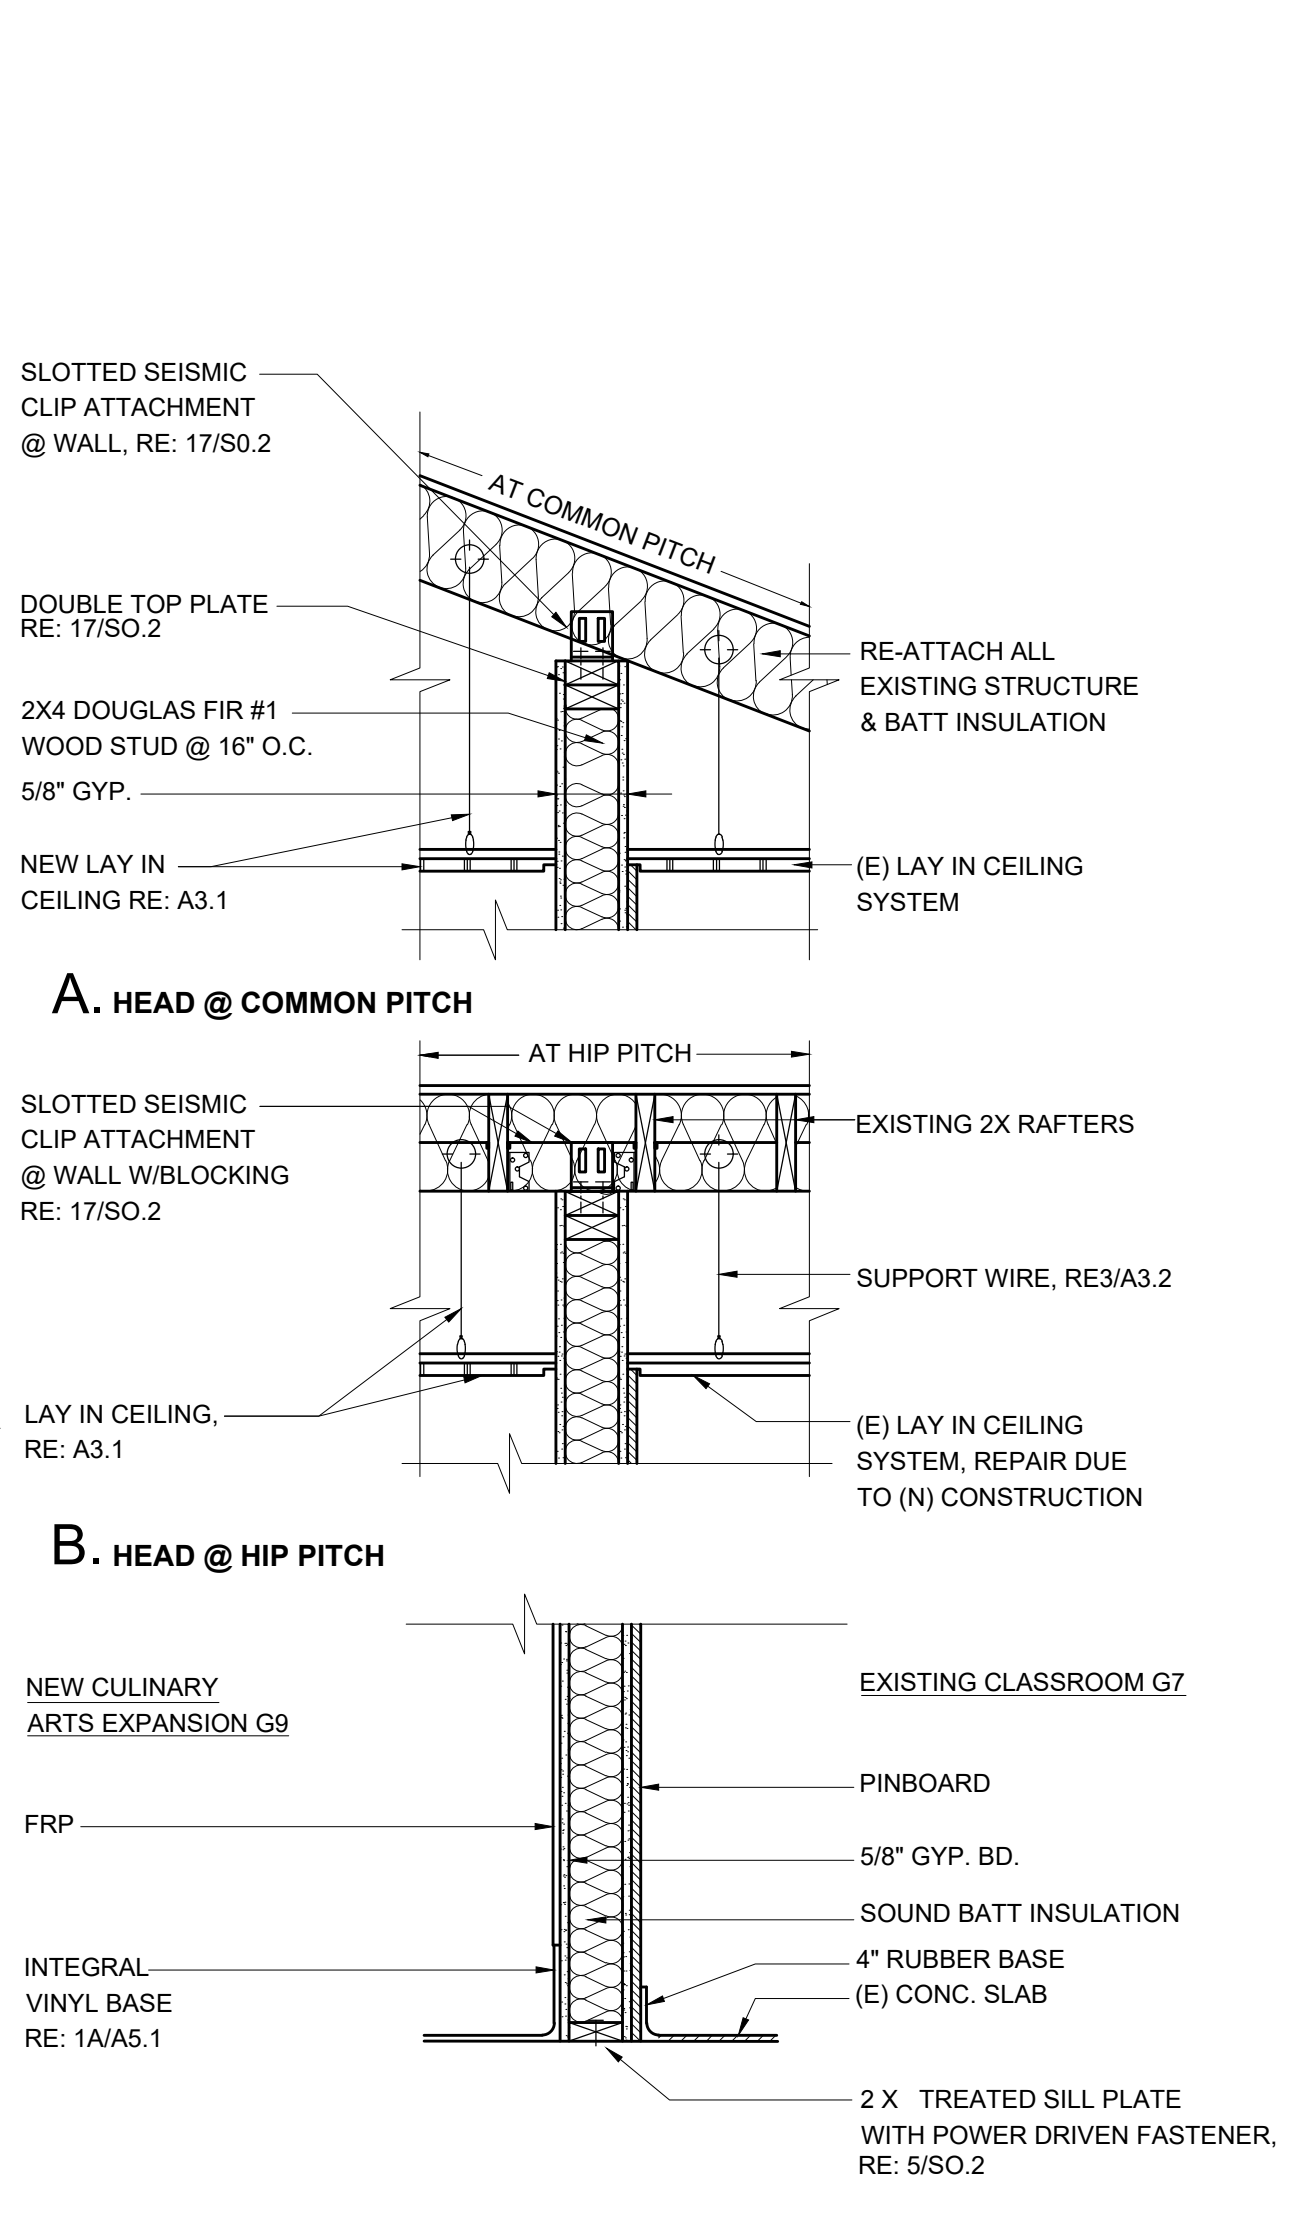 SLOTTED SEISMIC
CLIP ATTACHMENT
@ WALL, RE: 17/S0.2
AT COMMON PITCH
DOUBLE TOP PLATE
RE: 17/SO.2
RE-ATTACH ALL
EXISTING STRUCTURE
& BATT INSULATION
2X4 DOUGLAS FIR #1
WOOD STUD @ 16" O.C.
5/8" GYP.
NEW LAY IN
CEILING RE: A3.1
(E) LAY IN CEILING
SYSTEM
A. HEAD @ COMMON PITCH
AT HIP PITCH
SLOTTED SEISMIC
CLIP ATTACHMENT
@ WALL W/BLOCKING
RE: 17/SO.2
EXISTING 2X RAFTERS
SUPPORT WIRE, RE3/A3.2
LAY IN CEILING,
RE: A3.1
(E) LAY IN CEILING
SYSTEM, REPAIR DUE
TO (N) CONSTRUCTION
B. HEAD @ HIP PITCH
NEW CULINARY
ARTS EXPANSION G9
EXISTING CLASSROOM G7
PINBOARD
FRP
5/8" GYP. BD.
SOUND BATT INSULATION
INTEGRAL
VINYL BASE
RE: 1A/A5.1
4" RUBBER BASE
(E) CONC. SLAB
2 X TREATED SILL PLATE
WITH POWER DRIVEN FASTENER,
RE: 5/SO.2